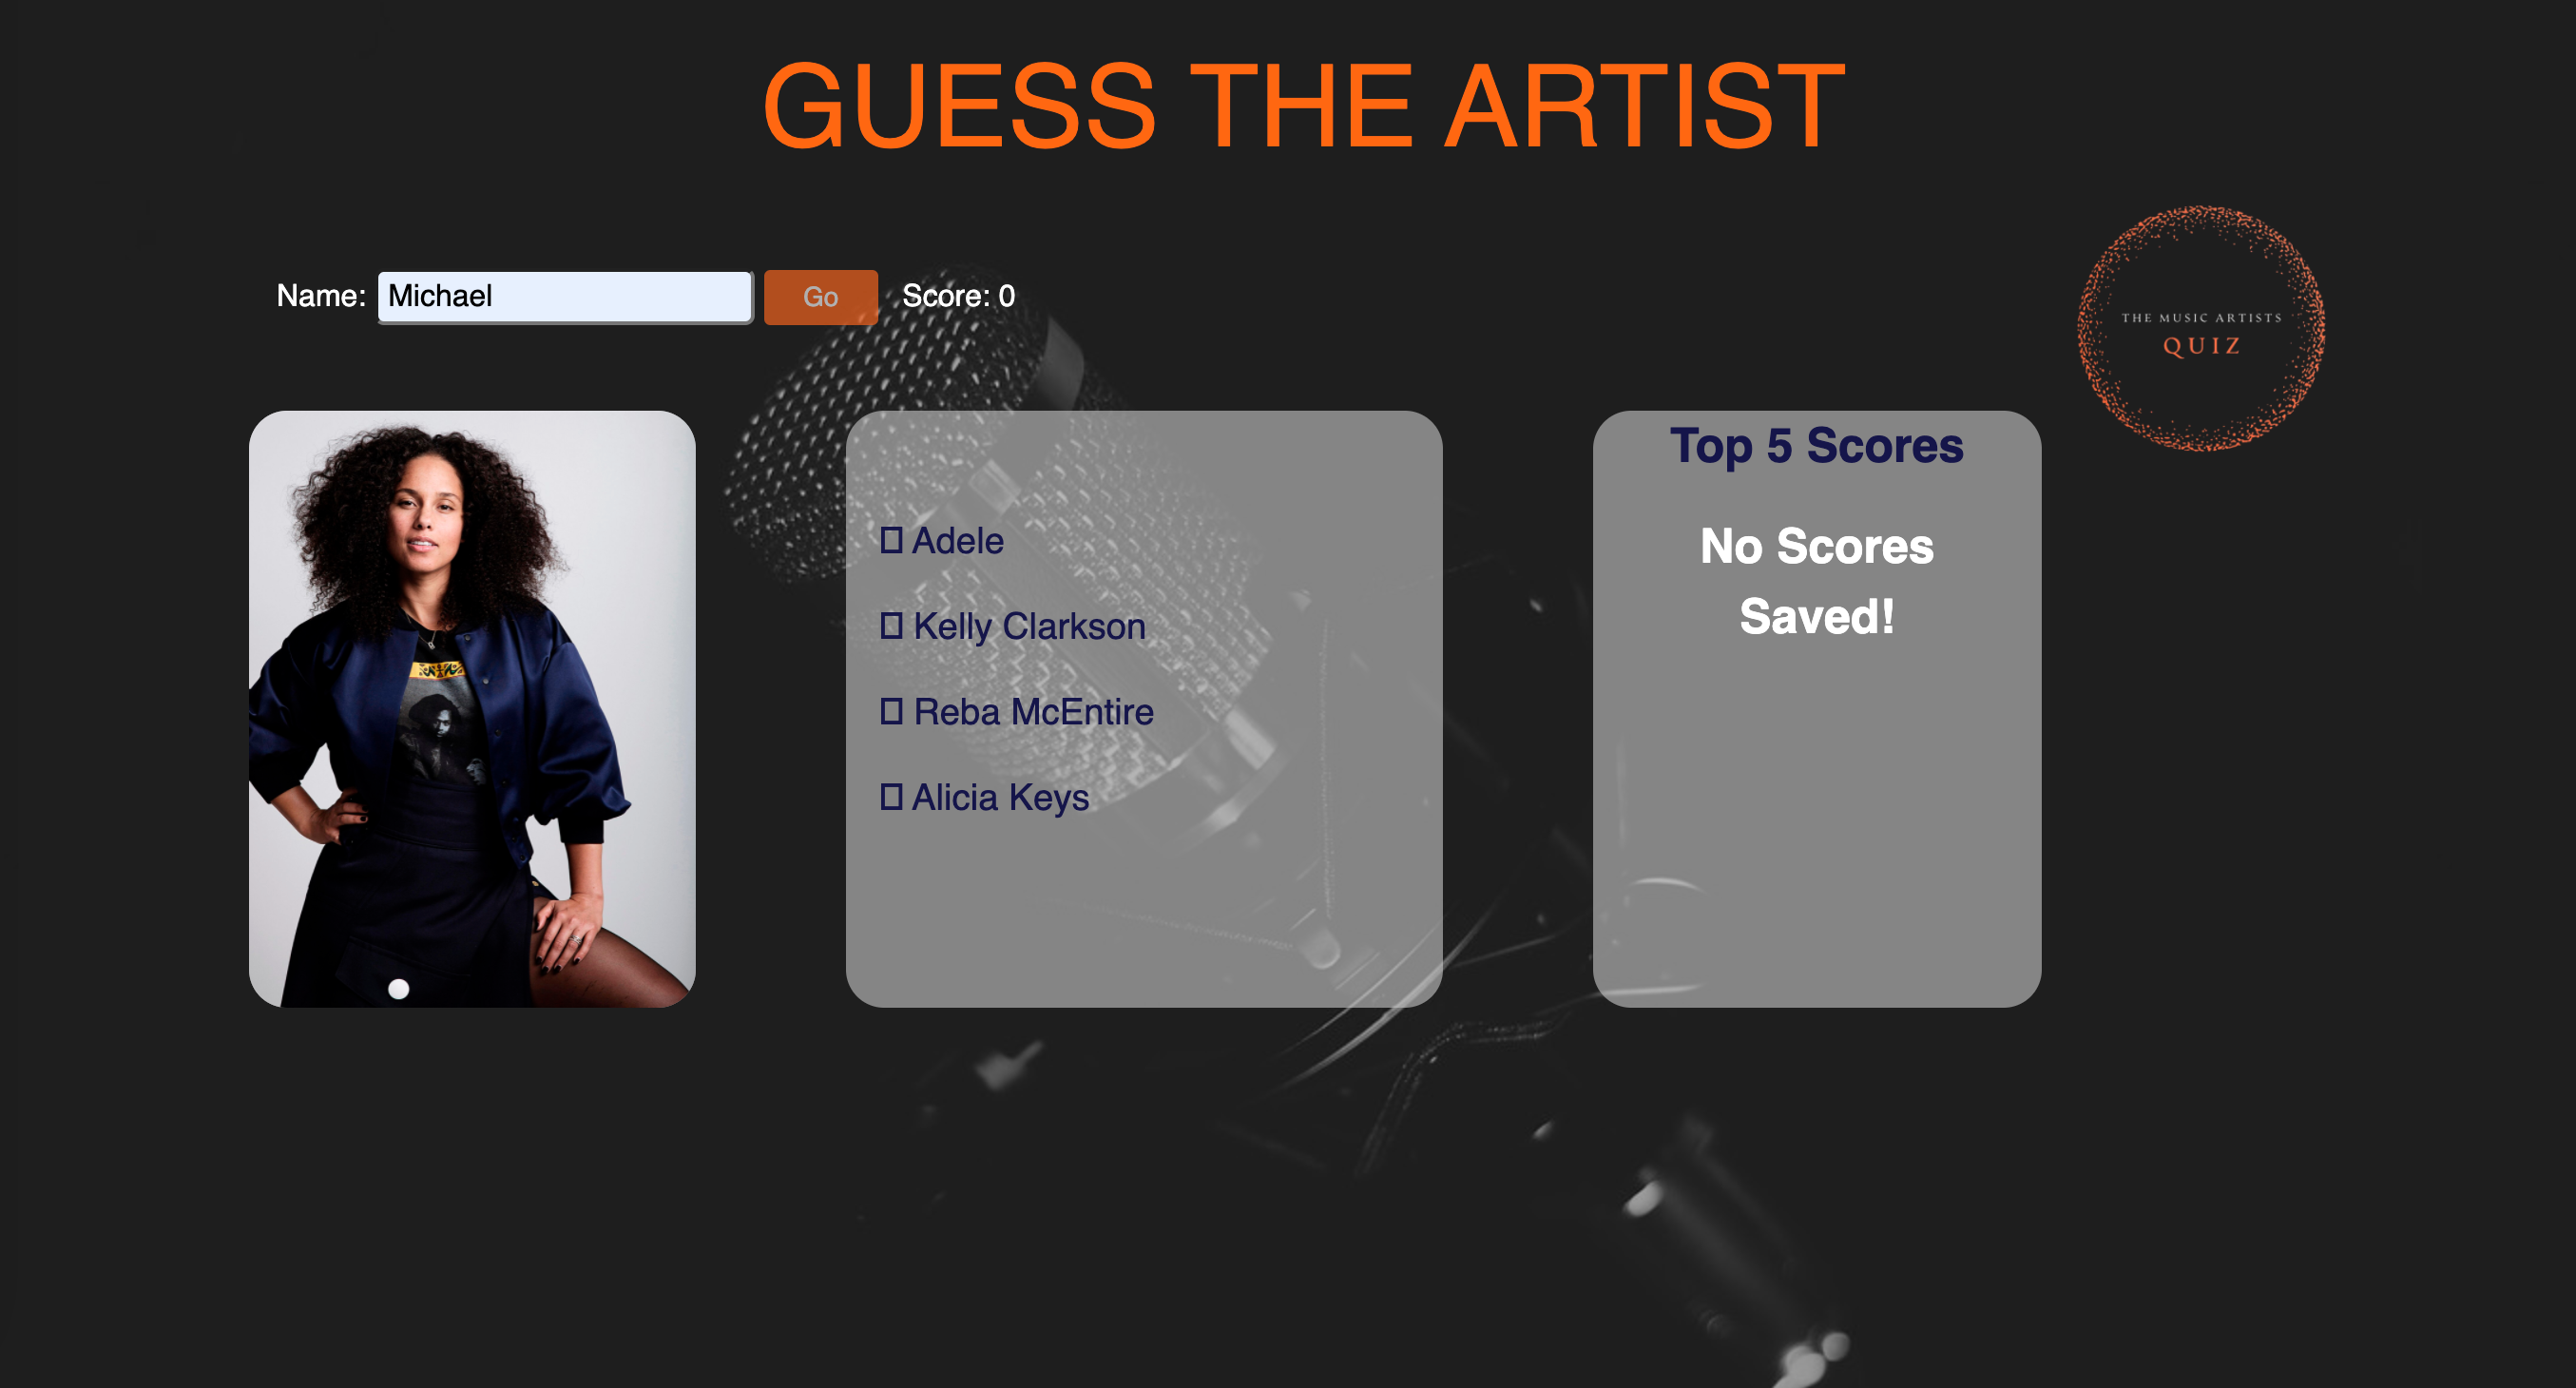 GUESS THE ARTIST
Name: Michael Go Score: 0
THE MUSIC ARTISTS
QUIZ
Adele
Kelly Clarkson
Reba McEntire
Alicia Keys
Top 5 Scores
No Scores
Saved!